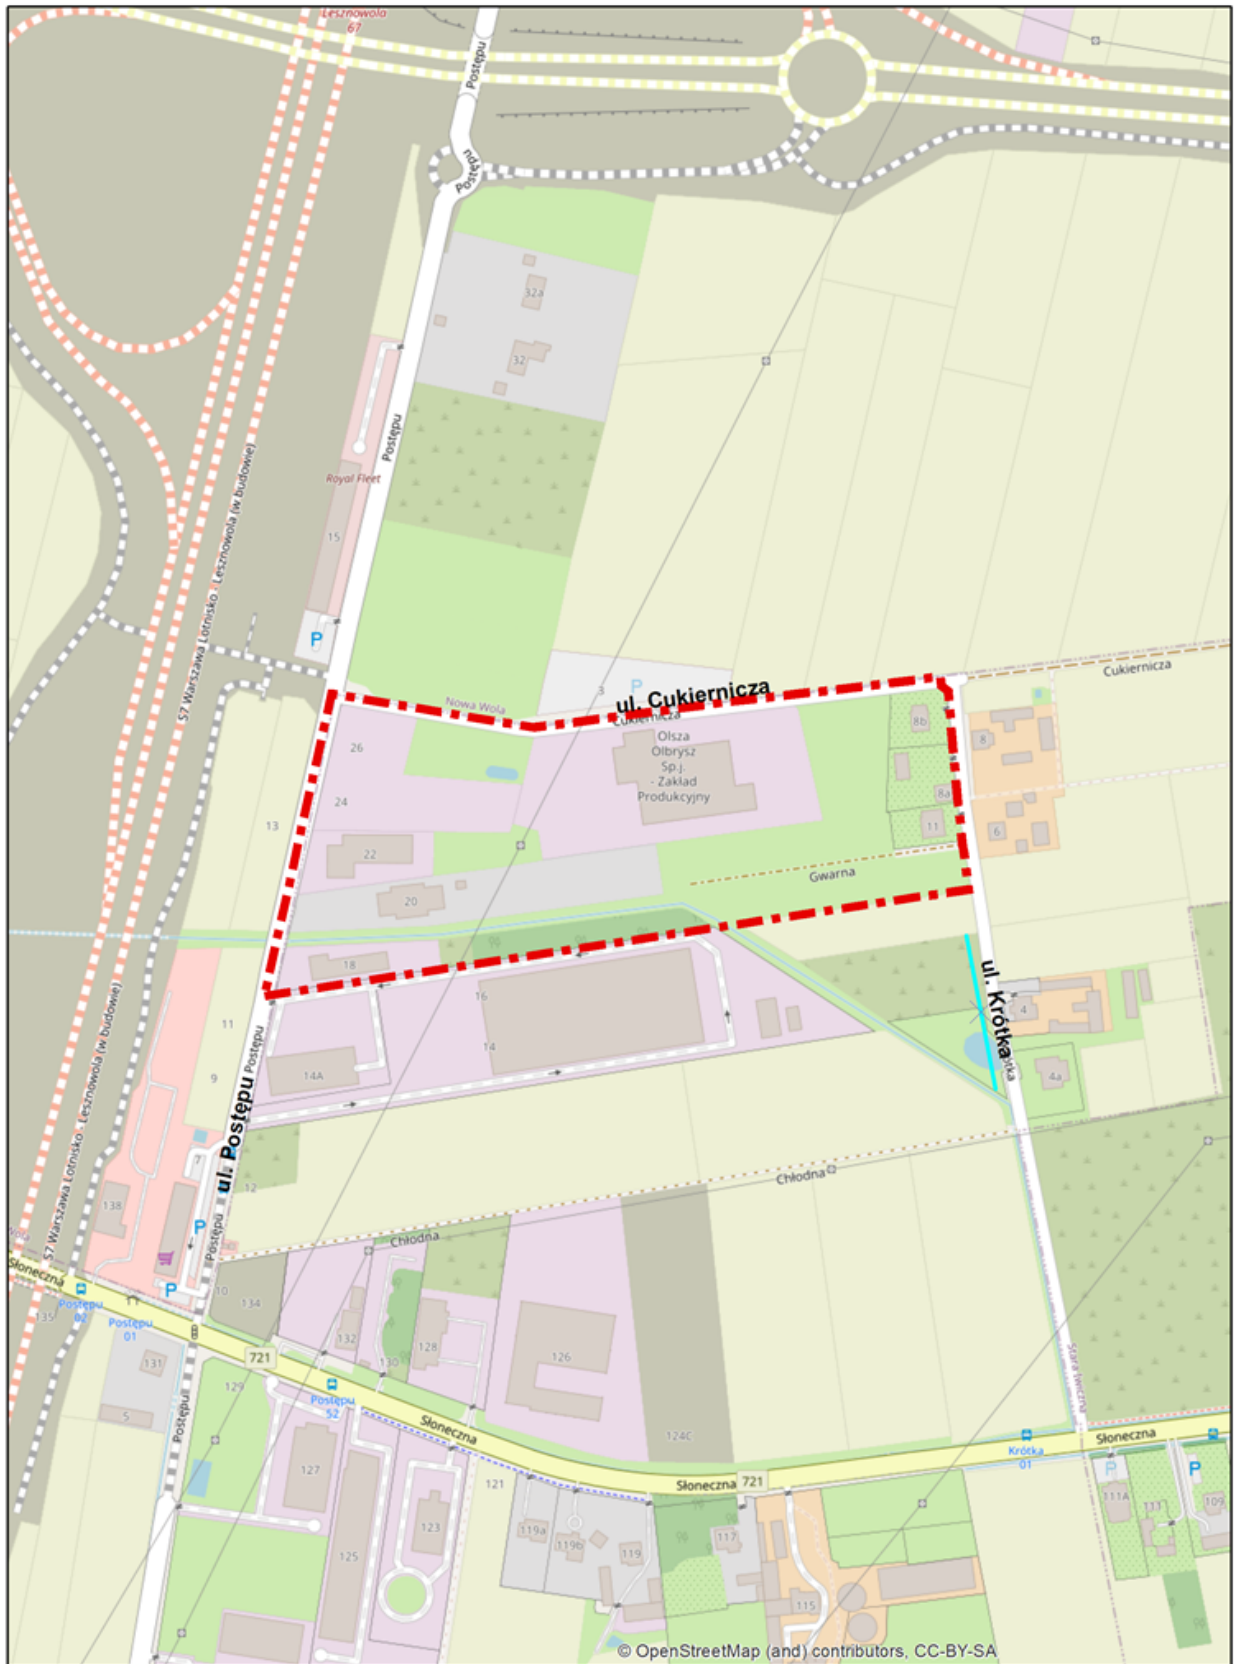 Lesznowola
67
Postępu
Postępu
32a
32
Postępu
Royal Fleet
15
S7 Warszawa Lotnisko - Lesznowola (w budowie)
P
Cukiernicza
P
3
ul. Cukiernicza
Nowa Wola
Cukiernicza
8b
8
26
Olsza
Olbrysz
Sp.j.
- Zakład
Produkcyjny
24
8a
13
11
6
22
Gwarna
20
18
16
ul. Krótka
4
11
Postępu
14
9
14A
4a
S7 Warszawa Lotnisko - Lesznowola (w budowie)
ul. Postępu
7
12
Chłodna
138
P
Postępu
Chłodna
Słoneczna
P
10
134
Postępu
02
Postępu
01
135
132
128
126
721
131
130
129
Postępu
52
Stara Iwiczna
5
Postępu
Słoneczna
124C
Krótka
01
Słoneczna
127
121
Słoneczna
721
P
P
111A
111
109
123
119a
119b
119
117
125
115
© OpenStreetMap (and) contributors, CC-BY-SA